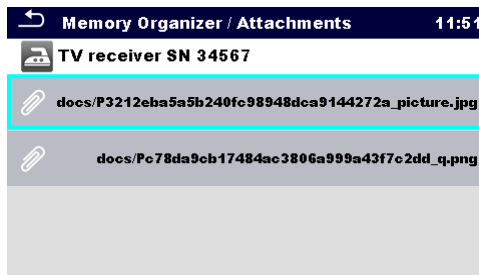 Memory Organizer / Attachments 11:51
TV receiver SN 34567
docs/P3212eba5a5b240fc98948dca9144272a_picture.jpg
docs/Pc78da9cb17484ac3806a999a43f7c2dd_q.png